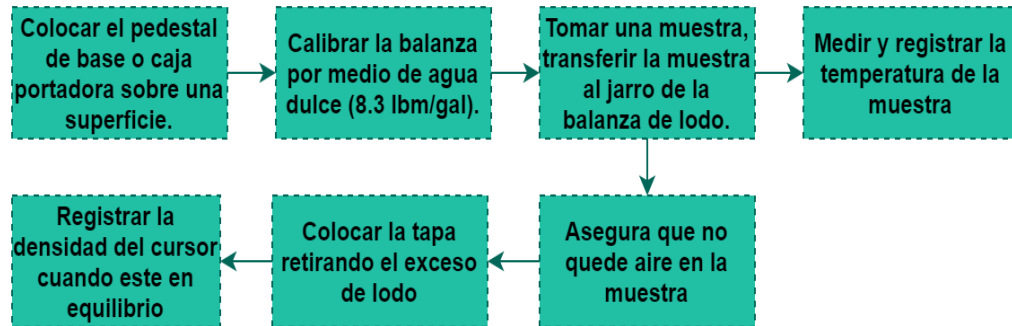 Colocar el pedestal
de base o caja
portadora sobre una
superficie.
Calibrar la balanza
por medio de agua
dulce (8.3 lbm/gal).
Tomar una muestra,
transferir la muestra
al jarro de la
balanza de lodo.
Medir y registrar la
temperatura de la
muestra
Asegura que no
quede aire en la
muestra
Colocar la tapa
retirando el exceso
de lodo
Registrar la
densidad del cursor
cuando este en
equilibrio